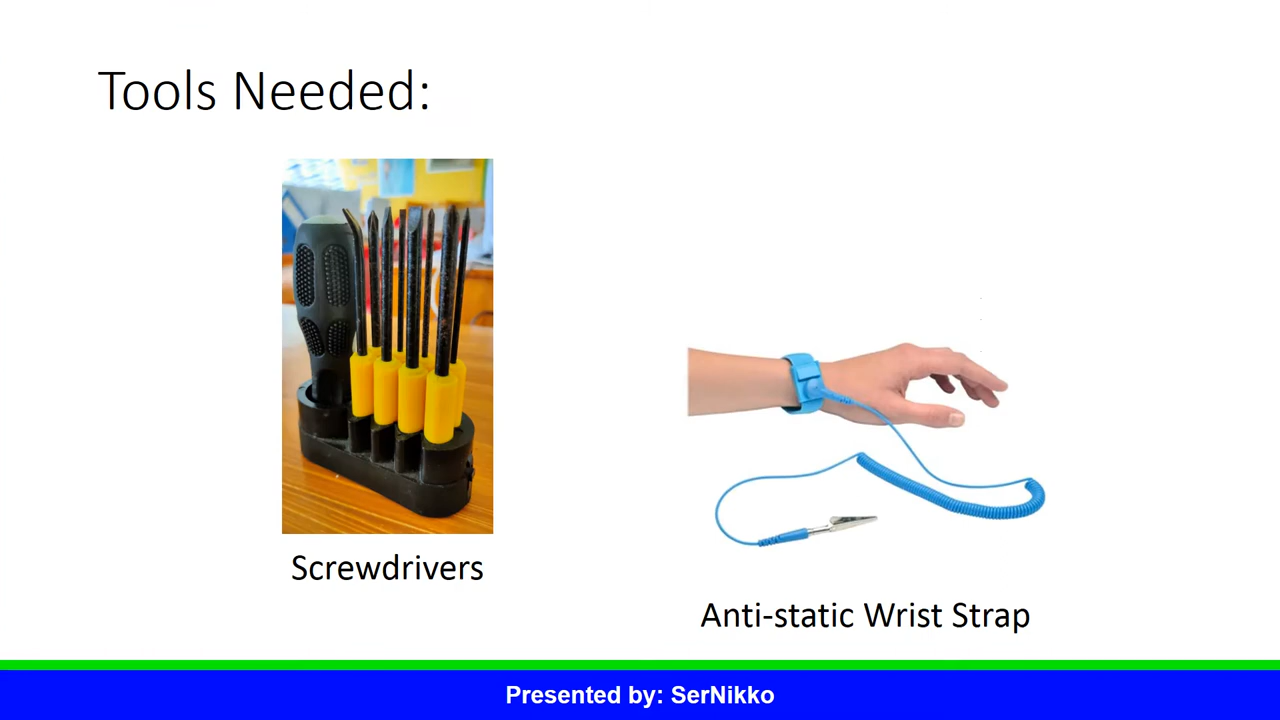 Tools Needed:
Screwdrivers
Anti-static Wrist Strap
Presented by: SerNikko